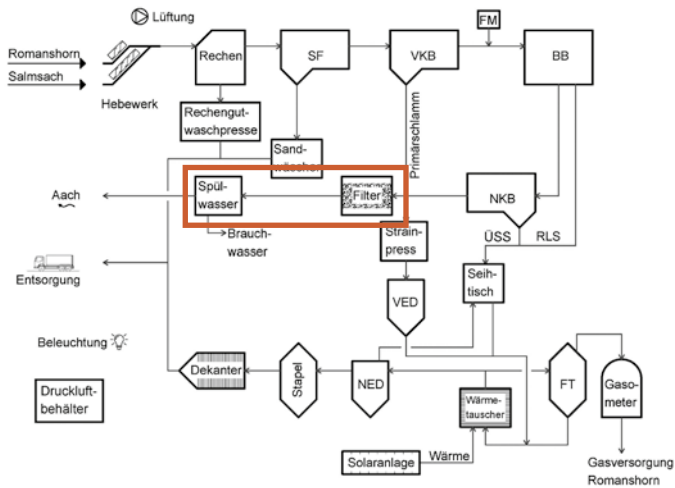 Lüftung
FM
Romanshorn
Salmsach
Hebewerk
Rechen
SF
VKB
BB
Rechengut-
waschpresse
Sand-
wäscher
Primärschlamm
Aach
Spül-
wasser
Filter
NKB
Brauch-
wasser
Strain-
press
ÜSS
RLS
Entsorgung
Seih-
tisch
VED
Beleuchtung
Dekanter
Stapel
NED
FT
Gaso-
meter
Druckluft-
behälter
Wärme-
tauscher
Solaranlage
Wärme
Gasversorgung
Romanshorn